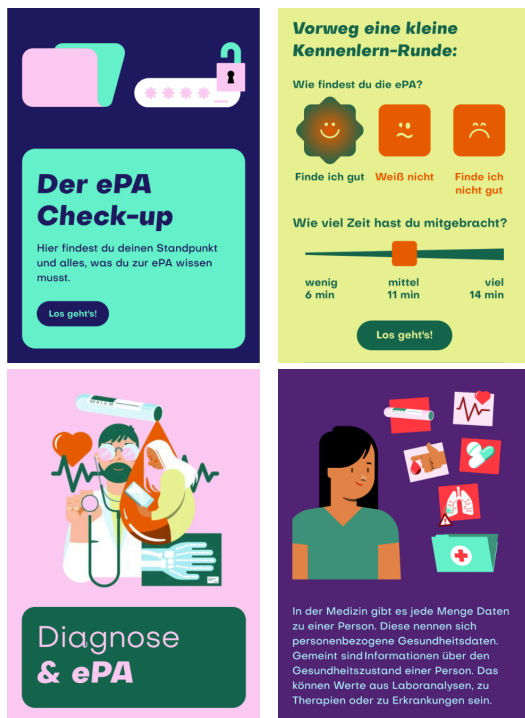 Der ePA
Check-up
Hier findest du deinen Standpunkt
und alles, was du zur ePA wissen
musst.
Los geht's!
Vorweg eine kleine
Kennenlern-Runde:
Wie findest du die ePA?
Finde ich gut
Weiß nicht
Finde ich
nicht gut
Wie viel Zeit hast du mitgebracht?
wenig
6 min
mittel
11 min
viel
14 min
Los geht's!
Diagnose
& ePA
In der Medizin gibt es jede Menge Daten
zu einer Person. Diese nennen sich
personenbezogene Gesundheitsdaten.
Gemeint sind Informationen über den
Gesundheitszustand einer Person. Das
können Werte aus Laboranalysen, zu
Therapien oder zu Erkrankungen sein.